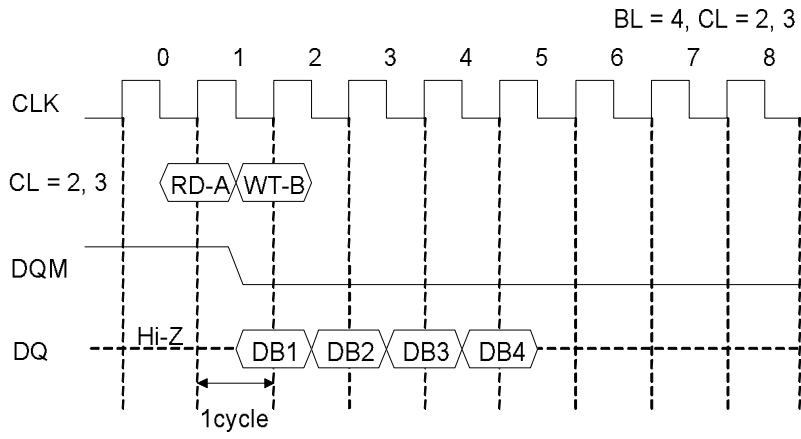 BL = 4, CL = 2, 3
0 1 2 3 4 5 6 7 8
CLK
CL = 2, 3 RD-A WT-B
DQM
Hi-Z
DQ DB1 DB2 DB3 DB4
1cycle